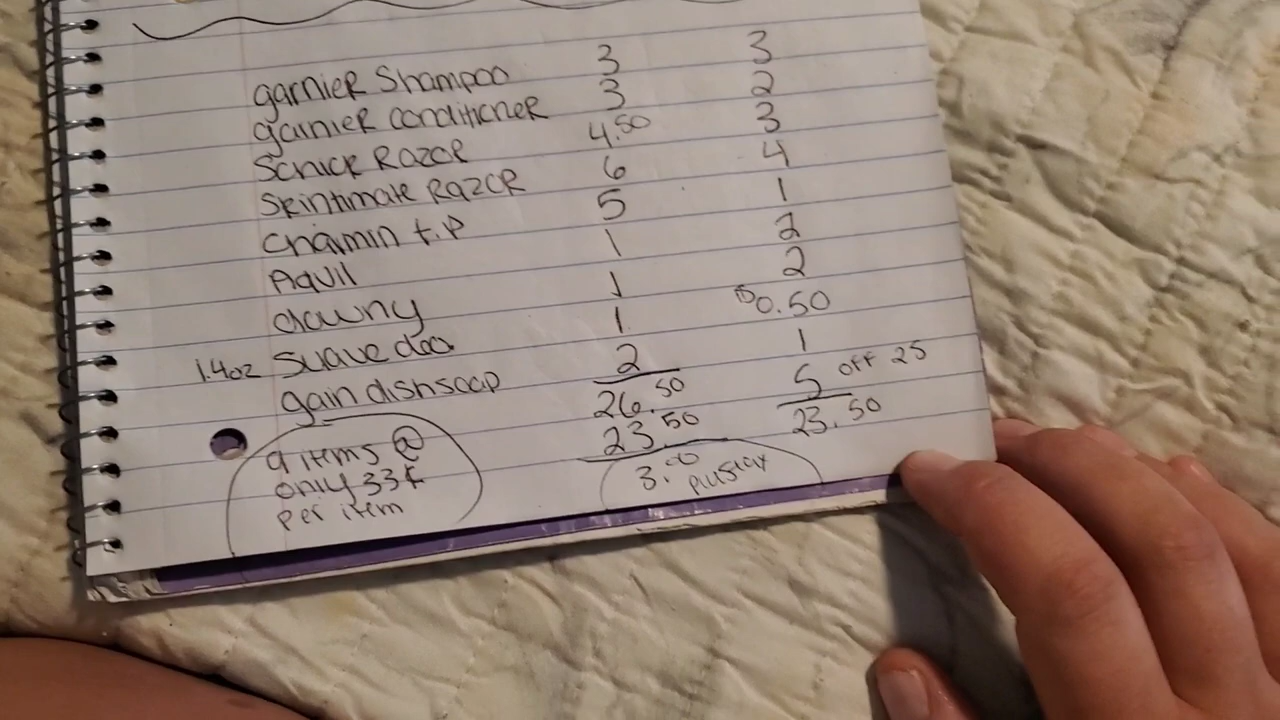 garnier Shampoo 3 3
garnier conditioner 3 2
Schick Razor 4.50 3
Skintimate Razor 6 4
Charmin t.p 5 1
Advil 1 2
downy 1 2
1.4oz Suave deo 1 $0.50
gain dishsoap 2 1
26.50 5 off 25
23.50 23.50
9 items @ only 33¢ per item
3.00 plus tax